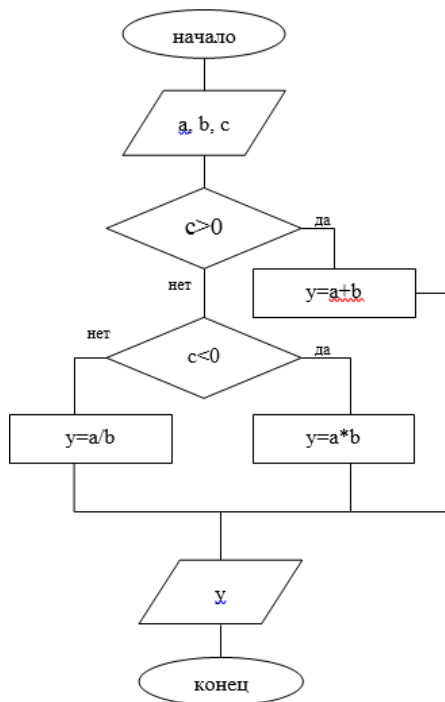 начало
a, b, c
c>0
да
нет
y=a+b
нет
c<0
да
y=a/b
y=a*b
y
конец